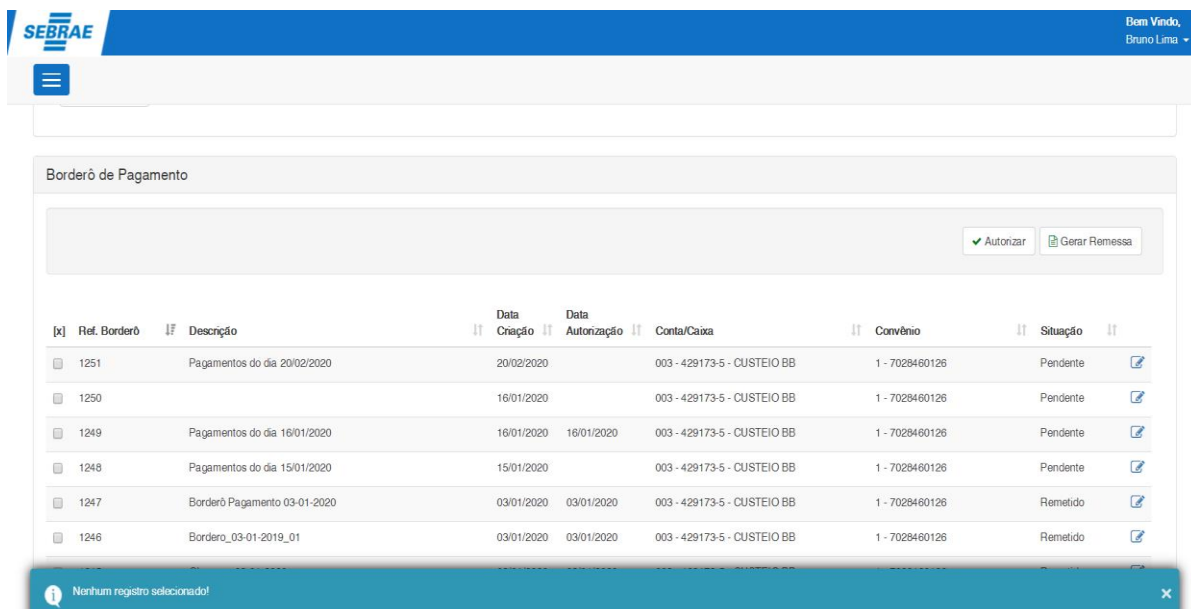 SEBRAE
Bem Vindo,
Bruno Lima
Borderô de Pagamento
Autorizar Gerar Remessa
[x] Ref. Borderô Descrição Data Criação Data Autorização Conta/Caixa Convênio Situação
1251 Pagamentos do dia 20/02/2020 20/02/2020 003 - 429173-5 - CUSTEIO BB 1 - 7028460126 Pendente
1250 16/01/2020 003 - 429173-5 - CUSTEIO BB 1 - 7028460126 Pendente
1249 Pagamentos do dia 16/01/2020 16/01/2020 16/01/2020 003 - 429173-5 - CUSTEIO BB 1 - 7028460126 Pendente
1248 Pagamentos do dia 15/01/2020 15/01/2020 003 - 429173-5 - CUSTEIO BB 1 - 7028460126 Pendente
1247 Borderô Pagamento 03-01-2020 03/01/2020 03/01/2020 003 - 429173-5 - CUSTEIO BB 1 - 7028460126 Remetido
1246 Bordero_03-01-2019_01 03/01/2020 03/01/2020 003 - 429173-5 - CUSTEIO BB 1 - 7028460126 Remetido
Nenhum registro selecionado!